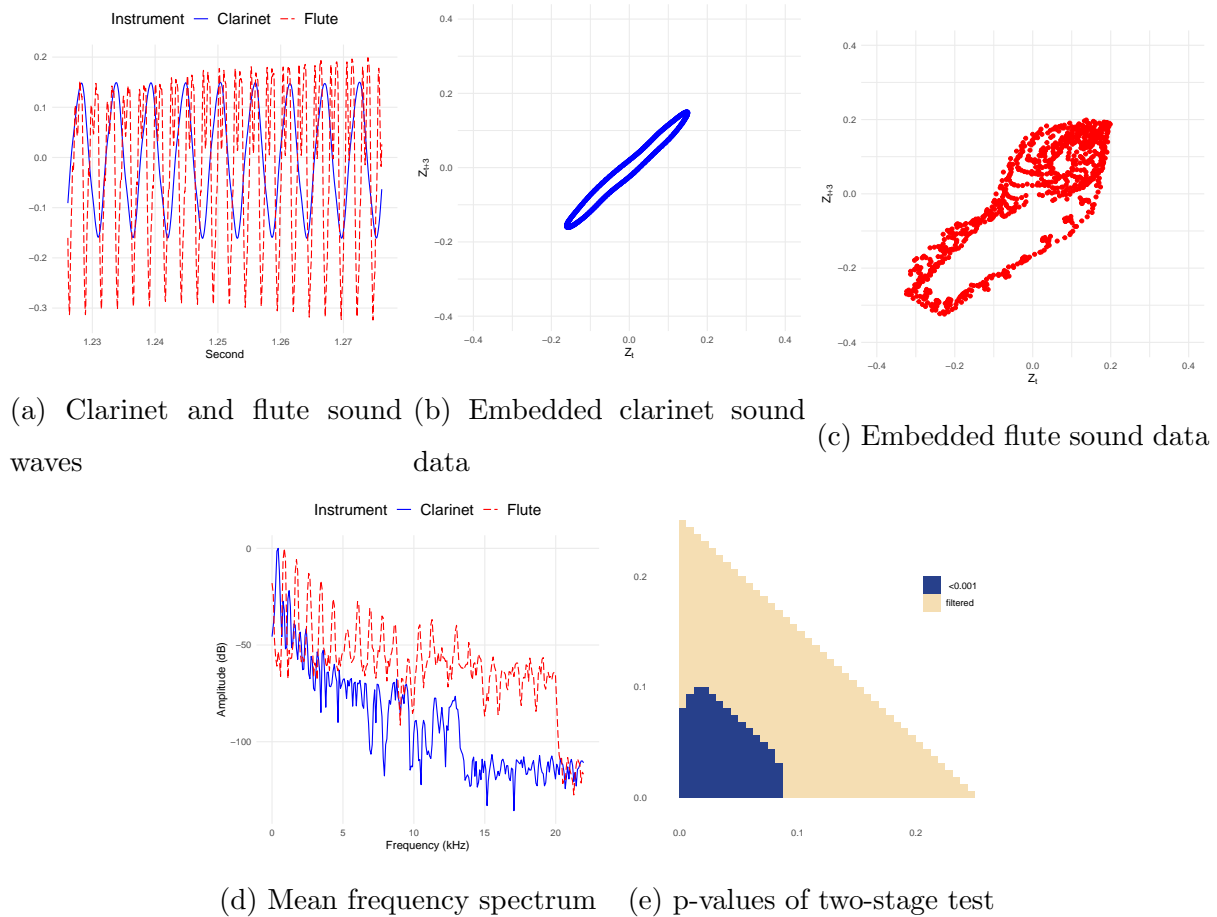 Instrument Clarinet Flute
0.2
0.1
0.0
−0.1
−0.2
−0.3
1.23 1.24 1.25 1.26 1.27
Second
0.4
0.2
0.0
−0.2
−0.4
Zt+3
−0.4 −0.2 0.0 0.2 0.4
Zt
0.4
0.2
0.0
−0.2
−0.4
Zt+3
−0.4 −0.2 0.0 0.2 0.4
Zt
(a) Clarinet and flute sound
waves
(b) Embedded clarinet sound
data
(c) Embedded flute sound data
Instrument Clarinet Flute
0
−50
−100
Amplitude (dB)
0 5 10 15 20
Frequency (kHz)
0.2
0.1
0.0
0.0 0.1 0.2
<0.001
filtered
(d) Mean frequency spectrum
(e) p-values of two-stage test